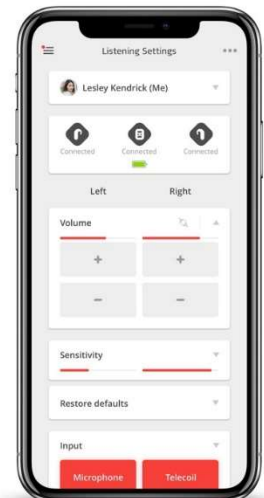 Listening Settings
Lesley Kendrick (Me)
Connected Connected Connected
Left Right
Volume
+ +
- -
Sensitivity
Restore defaults
Input
Microphone Telecoil